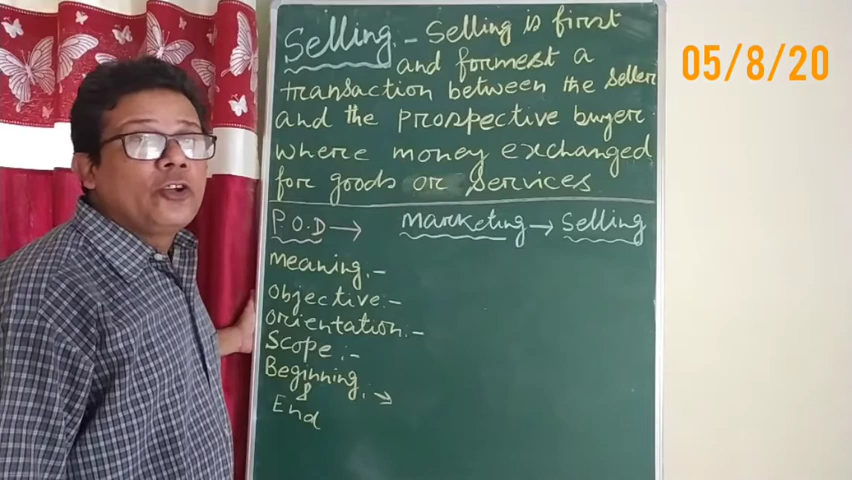 Selling.- Selling is first
and formest a
transaction between the seller
and the prospective buyer
where money exchanged
for goods or services
P.O.D → Marketing → Selling
Meaning.-
Objective:-
Orientation.-
Scope:-
Beginning
&
End :→
05/8/20